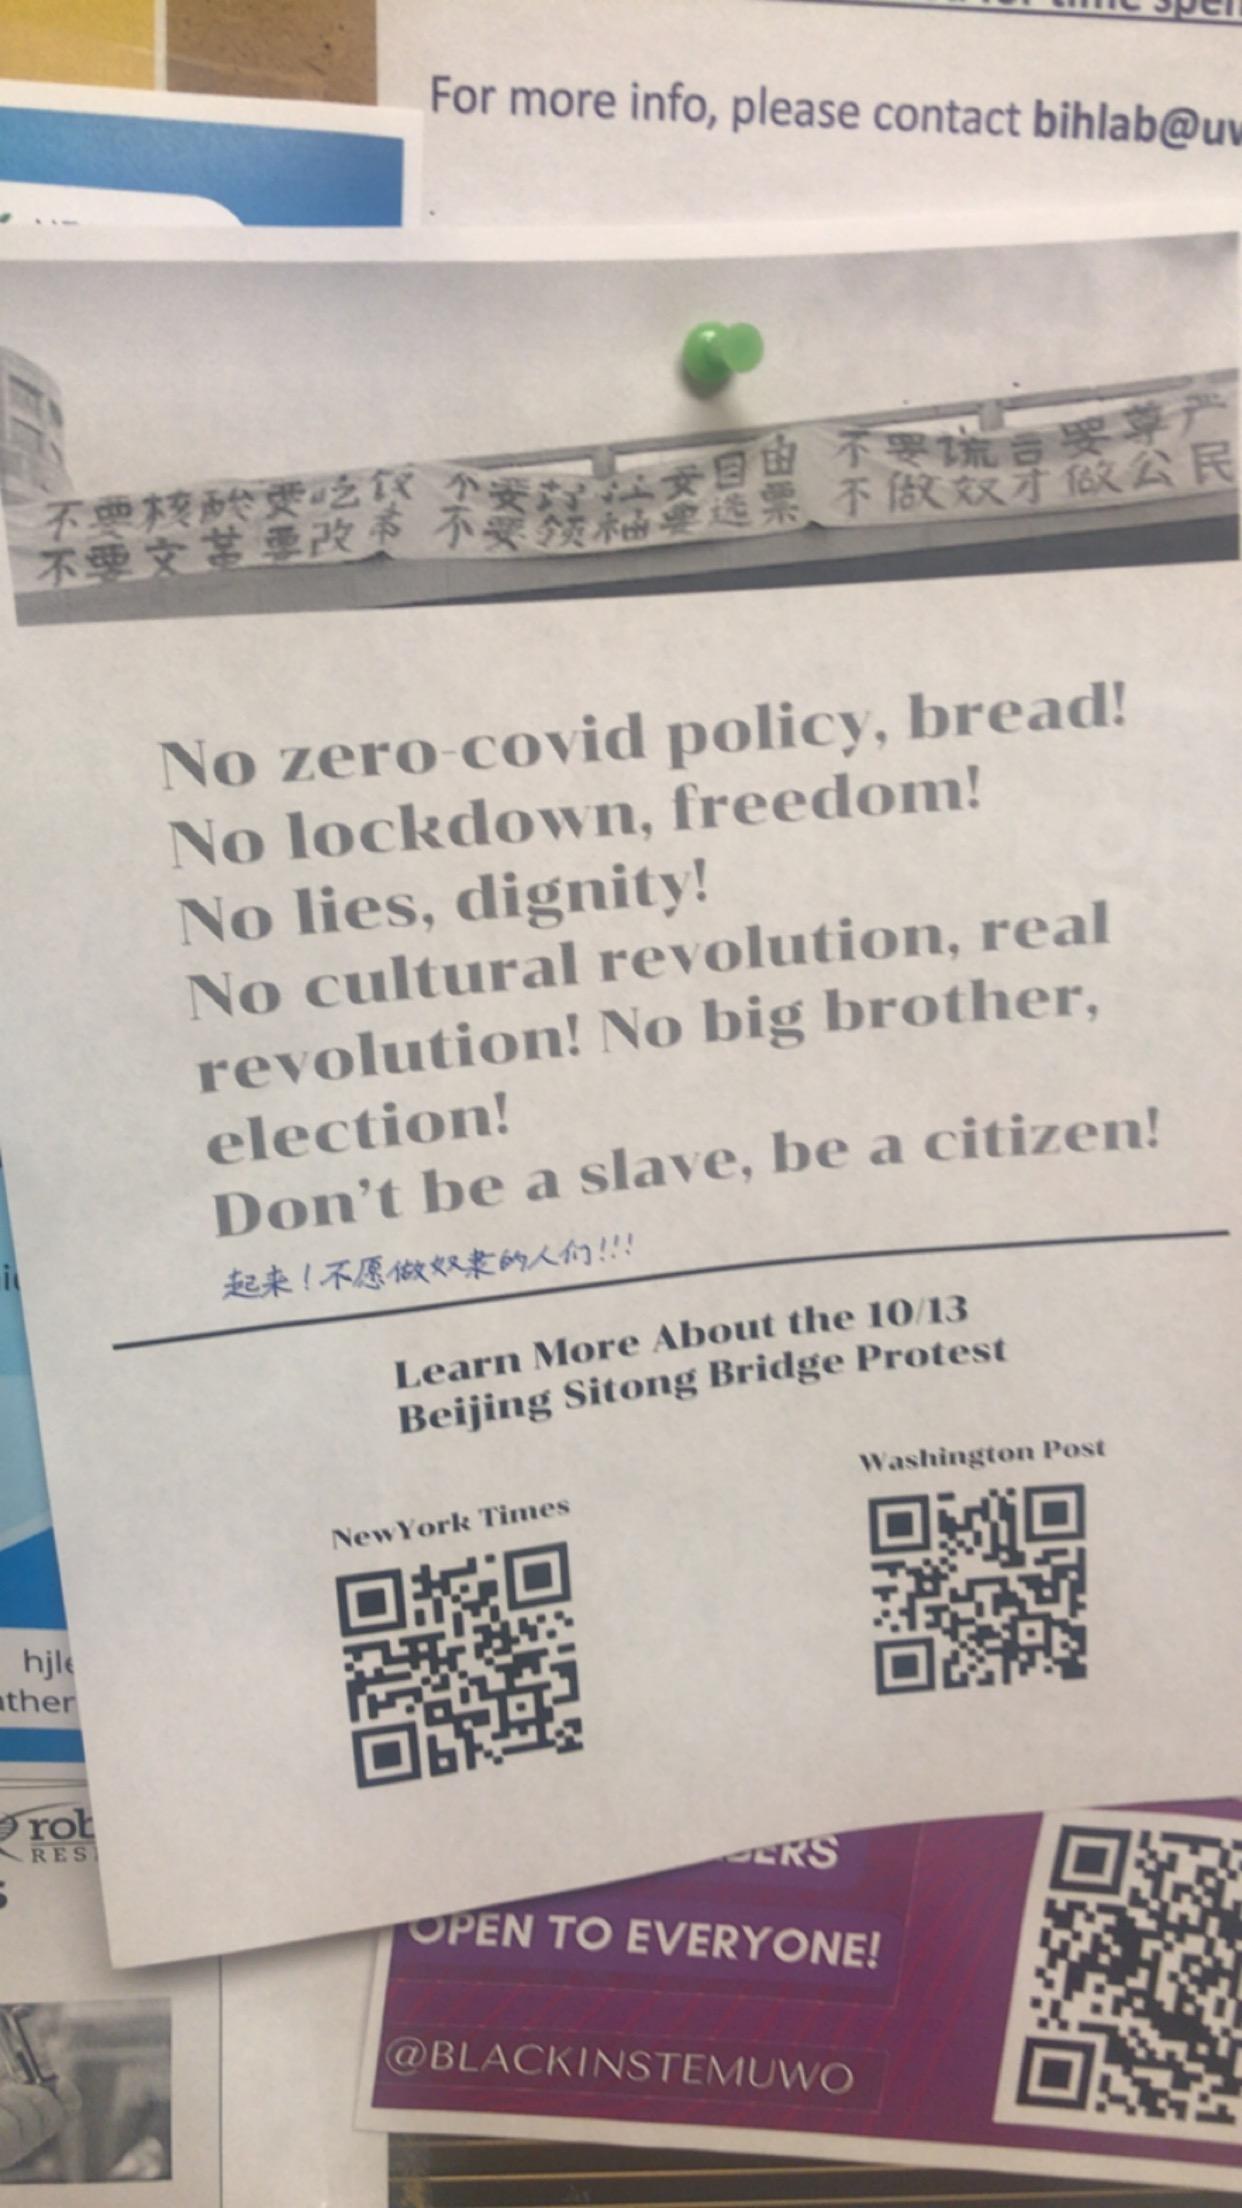 For more info, please contact bihlab@uw
不要核酸要吃饭 不要封控要自由 不要谎言要尊严
不要文革要改革 不要领袖要选票 不做奴才做公民
No zero-covid policy, bread!
No lockdown, freedom!
No lies, dignity!
No cultural revolution, real
revolution! No big brother,
election!
Don't be a slave, be a citizen!
起来！不愿做奴隶的人们!!!
Learn More About the 10/13
Beijing Sitong Bridge Protest
NewYork Times
Washington Post
hjle
ther
rob
RES
OPEN TO EVERYONE!
@BLACKINSTEMUWO